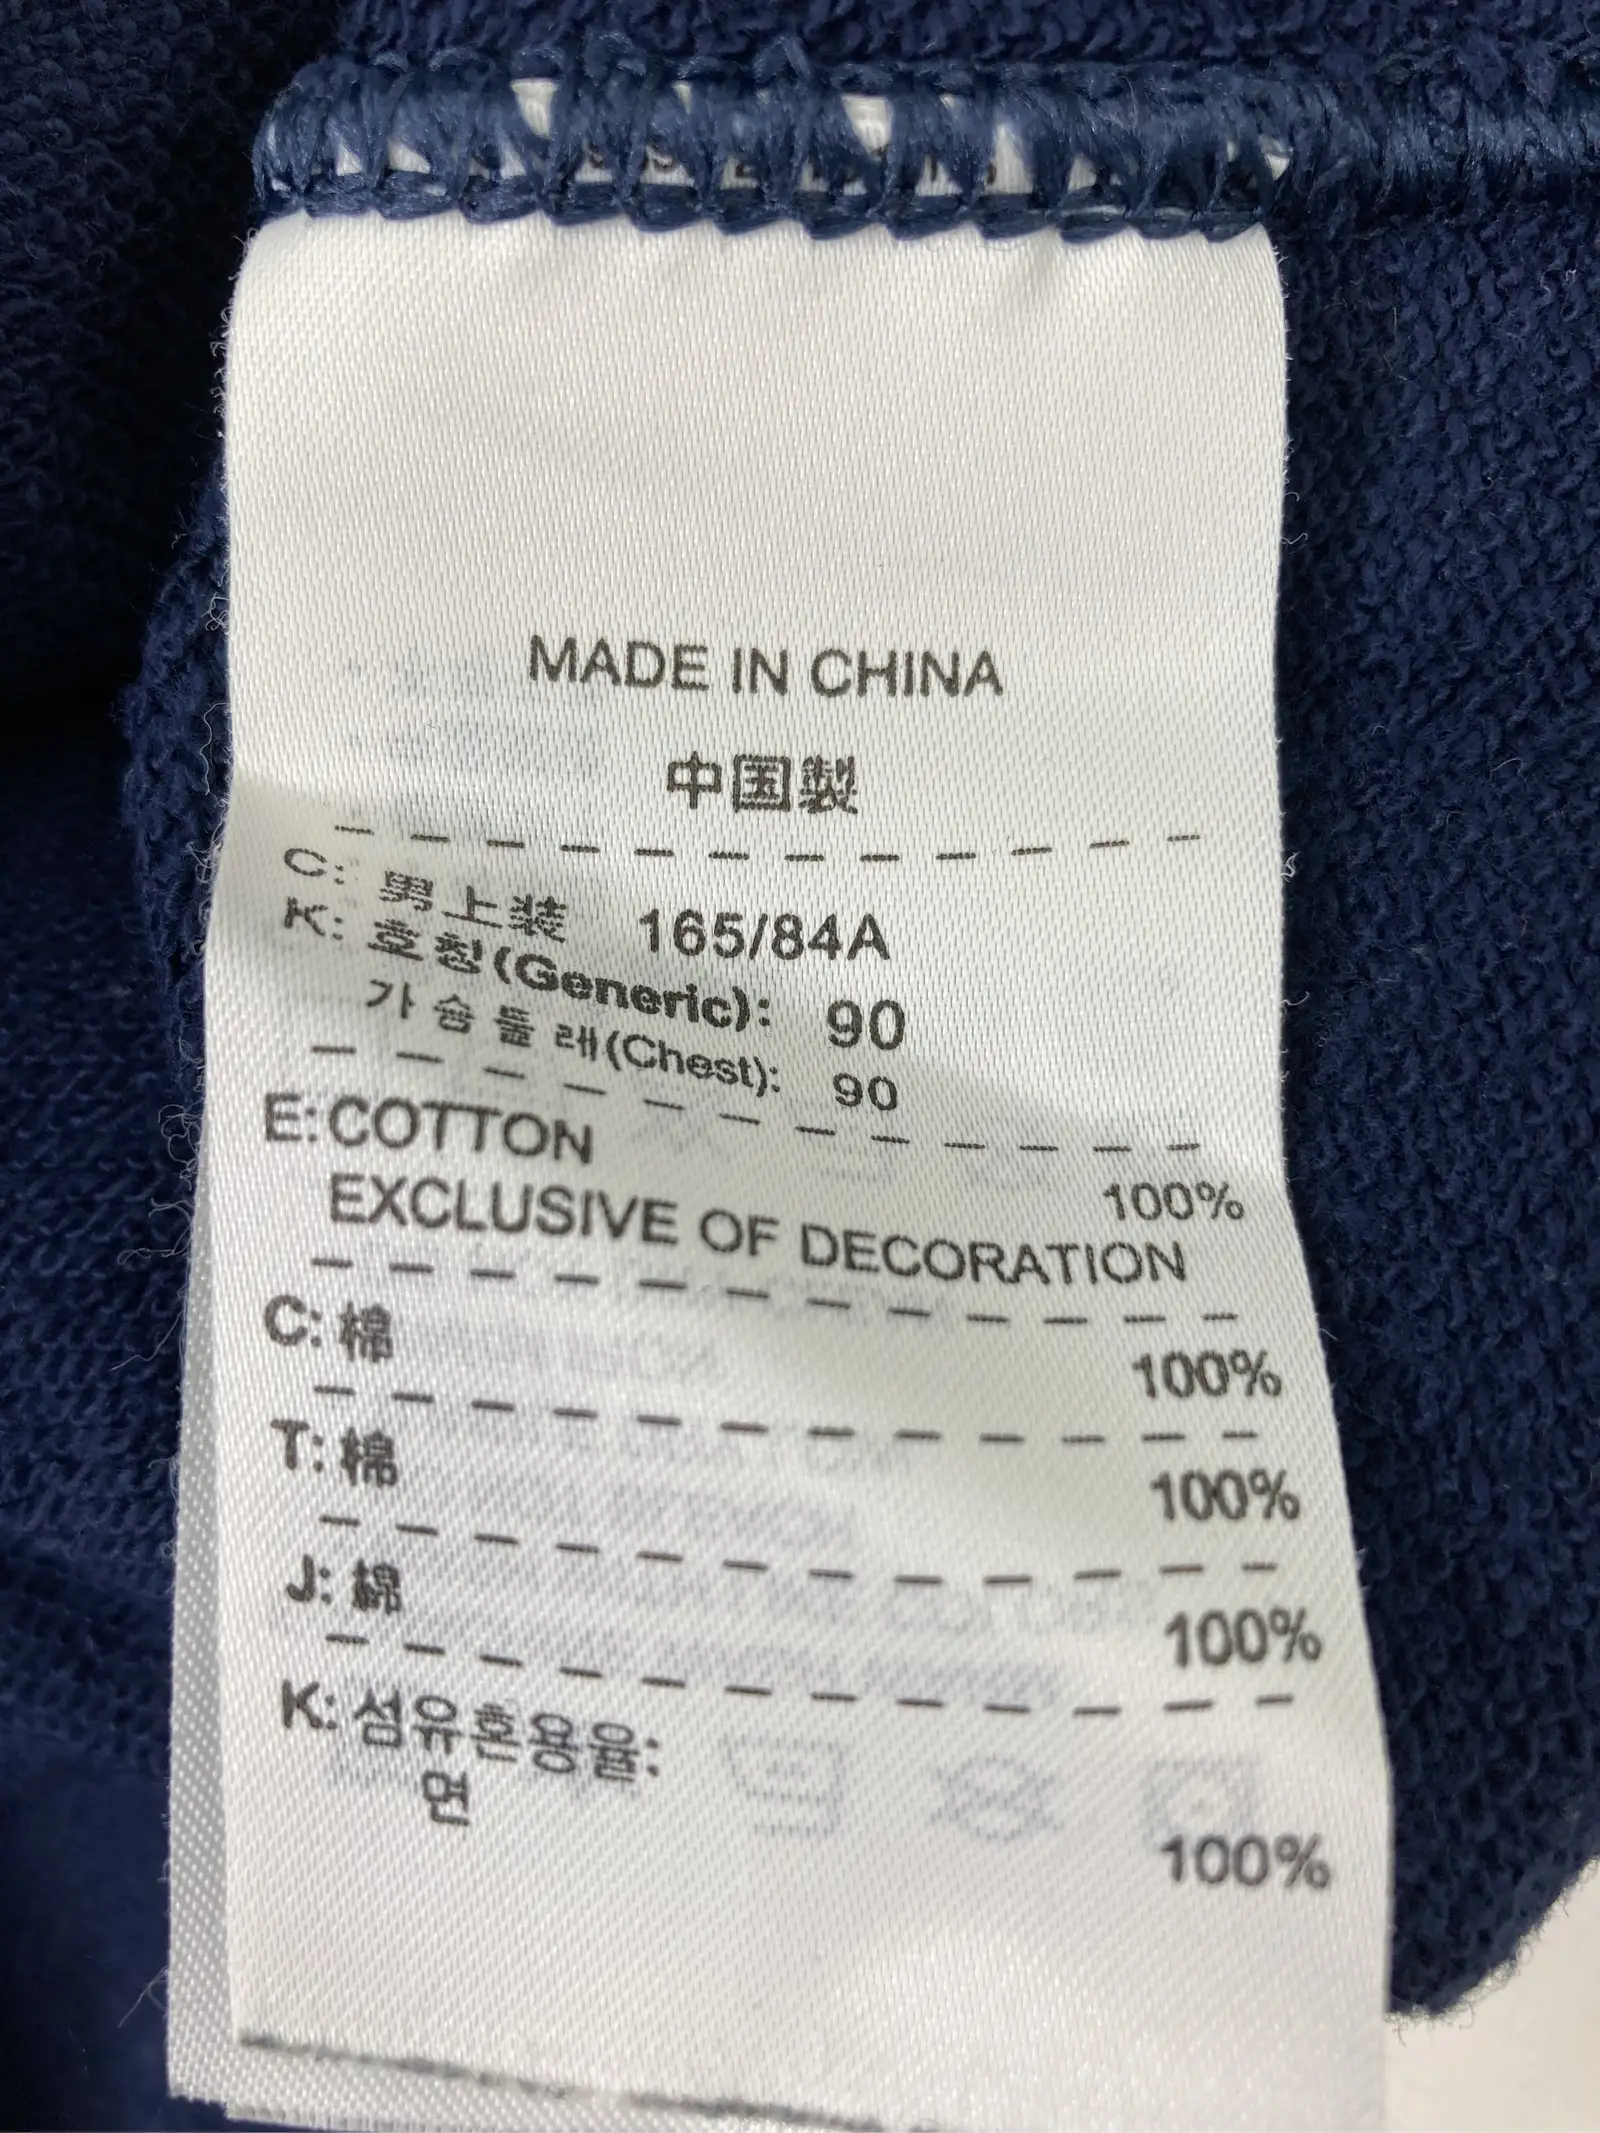 MADE IN CHINA
中国製
C: 男上装 165/84A
K: 호칭(Generic): 90
가슴둘레(Chest): 90
E: COTTON 100%
EXCLUSIVE OF DECORATION
C: 棉 100%
T: 棉 100%
J: 綿 100%
K: 섬유혼용율:
면 100%